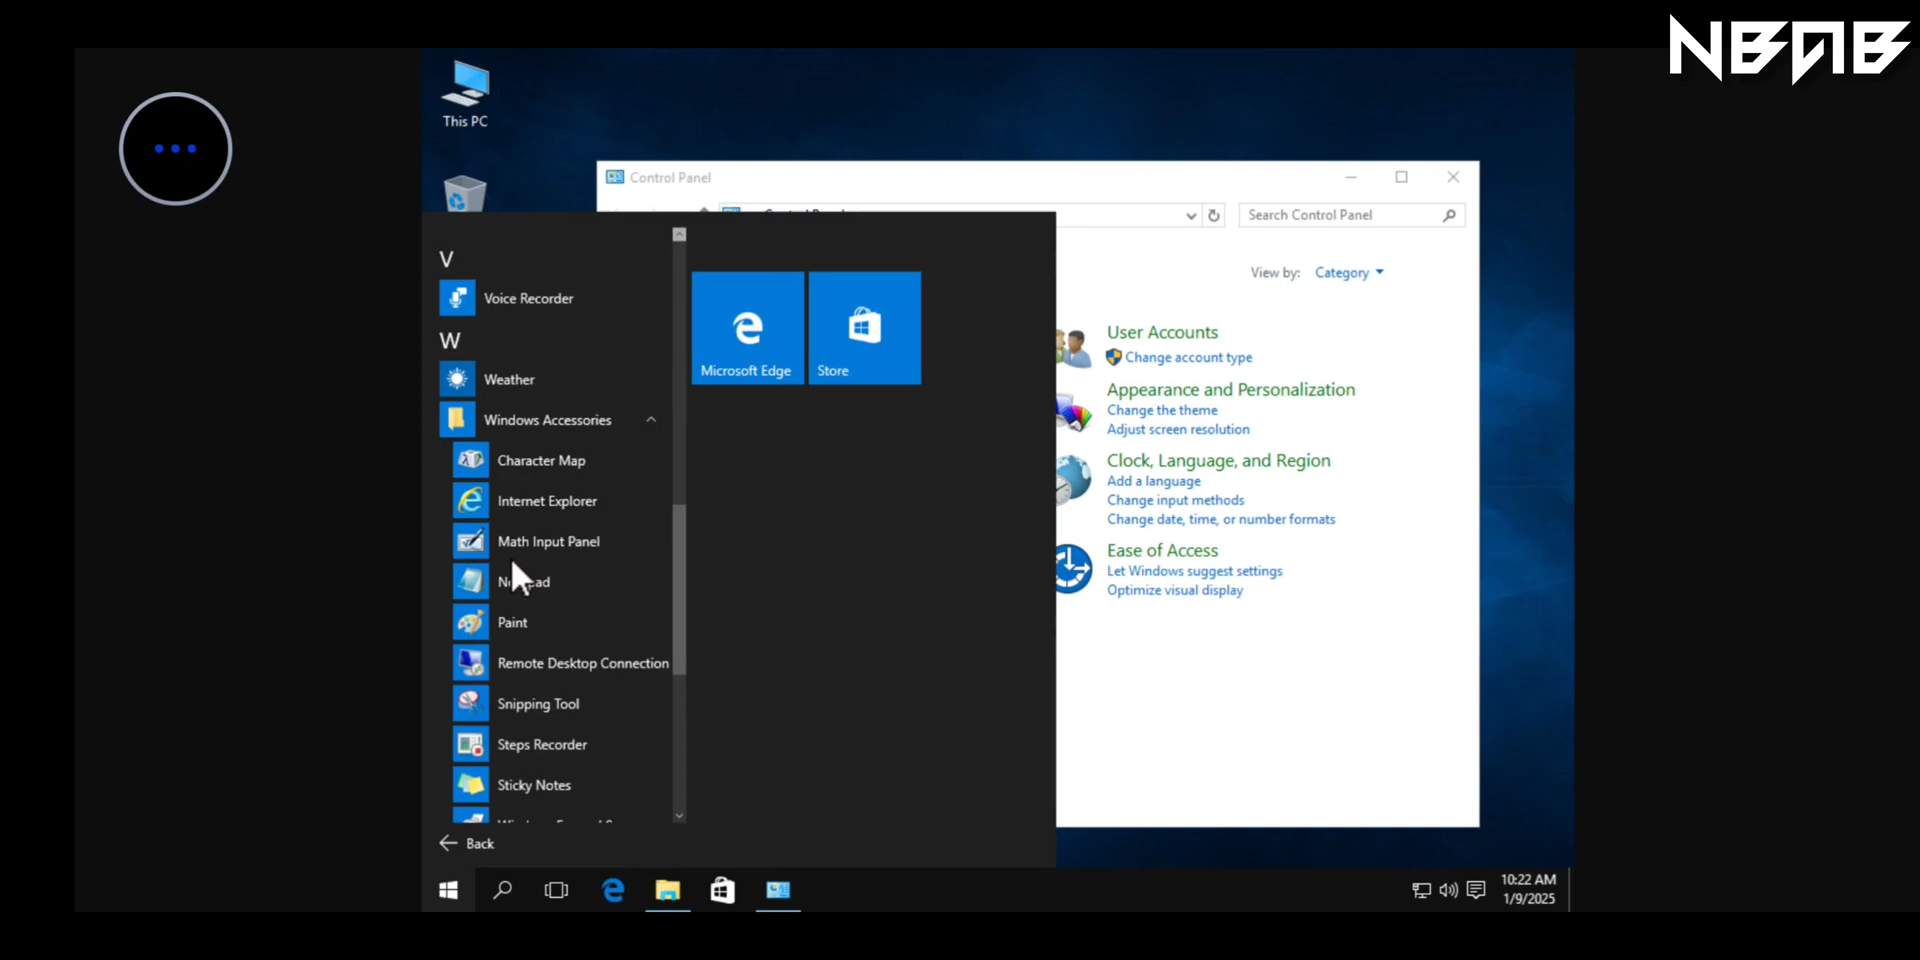 NBAB
This PC
Control Panel
Search Control Panel
V
Voice Recorder
W
Weather
Windows Accessories
Character Map
Internet Explorer
Math Input Panel
Paint
Remote Desktop Connection
Snipping Tool
Steps Recorder
Sticky Notes
Back
Microsoft Edge
Store
View by: Category
User Accounts
Change account type
Appearance and Personalization
Change the theme
Adjust screen resolution
Clock, Language, and Region
Add a language
Change input methods
Change date, time, or number formats
Ease of Access
Let Windows suggest settings
Optimize visual display
10:22 AM
1/9/2025